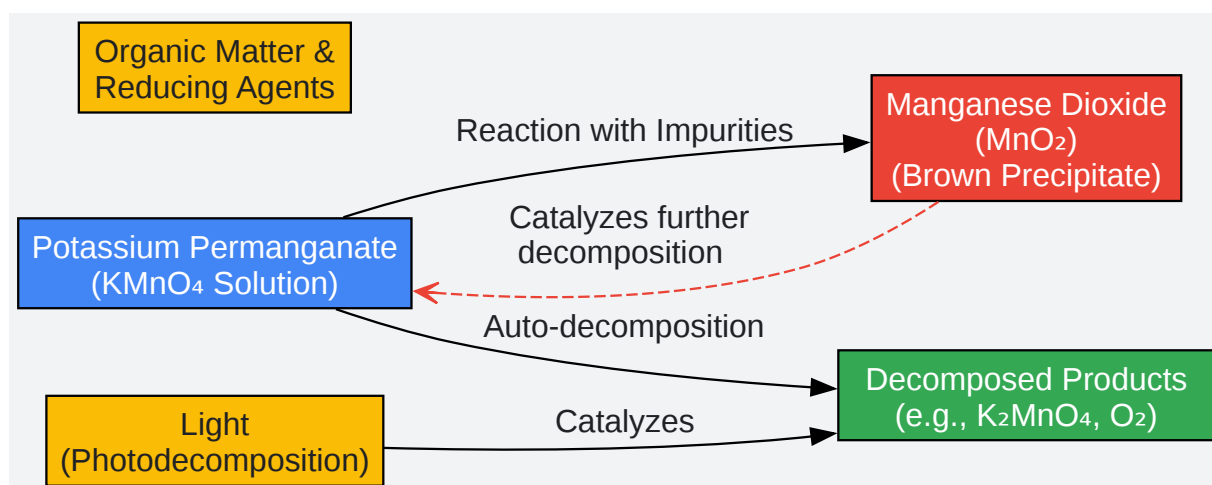 Organic Matter &
Reducing Agents
Reaction with Impurities
Manganese Dioxide
(MnO₂)
(Brown Precipitate)
Catalyzes further
decomposition
Potassium Permanganate
(KMnO₄ Solution)
Auto-decomposition
Decomposed Products
(e.g., K₂MnO₄, O₂)
Light
(Photodecomposition)
Catalyzes